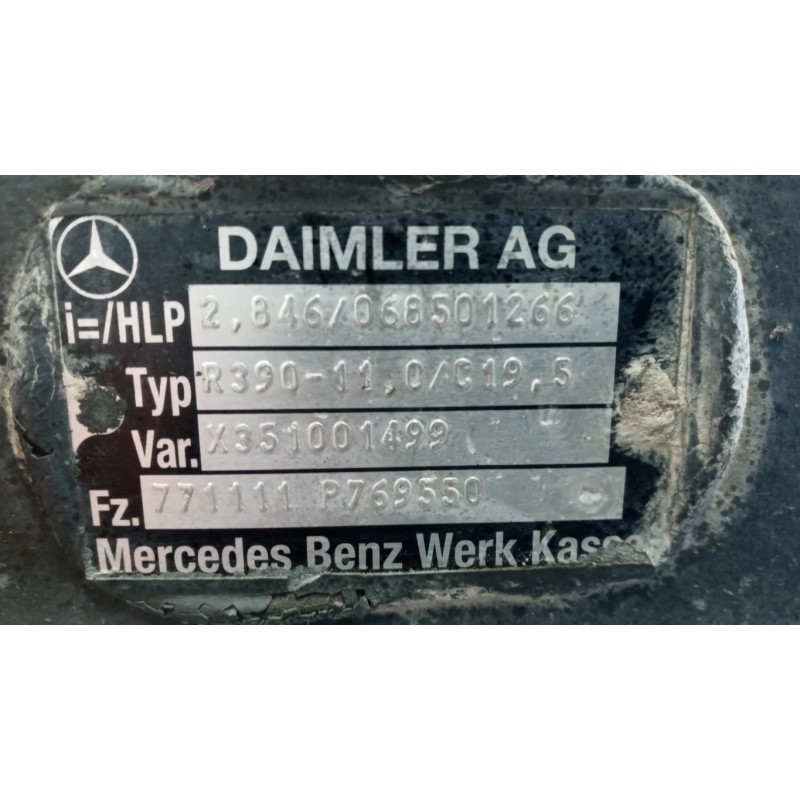 DAIMLER AG
i=/HLP 2,846/068501266
Typ R390-11,0/C19,5
Var. X351001499
Fz. 771111 P769550
Mercedes Benz Werk